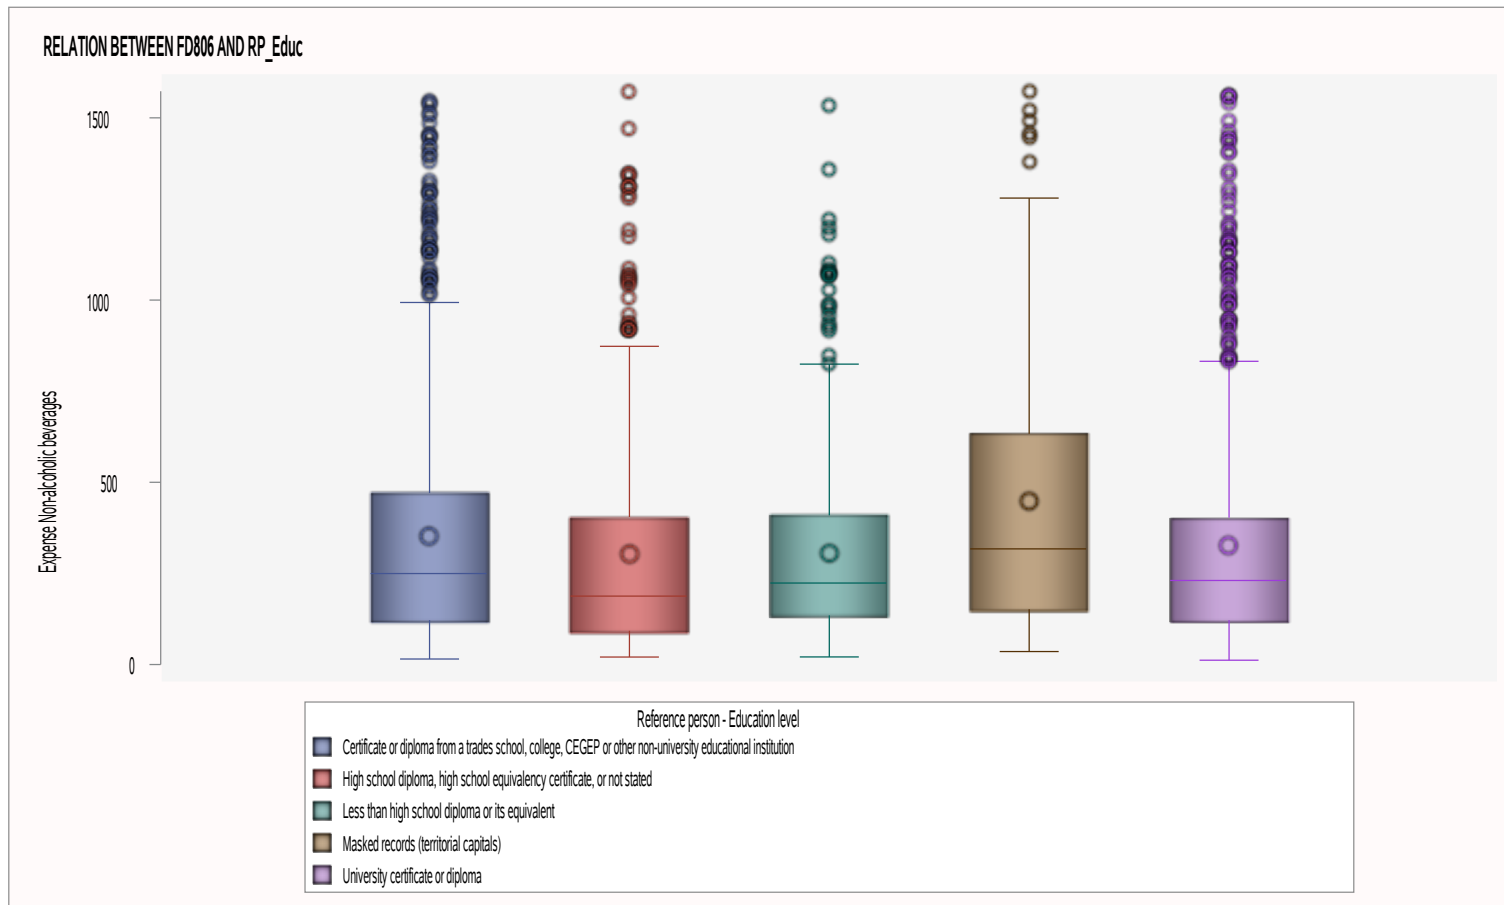 RELATION BETWEEN FD806 AND RP_Educ
Expense Non-alcoholic beverages
1500
1000
500
0
Reference person - Education level
Certificate or diploma from a trades school, college, CEGEP or other non-university educational institution
High school diploma, high school equivalency certificate, or not stated
Less than high school diploma or its equivalent
Masked records (territorial capitals)
University certificate or diploma